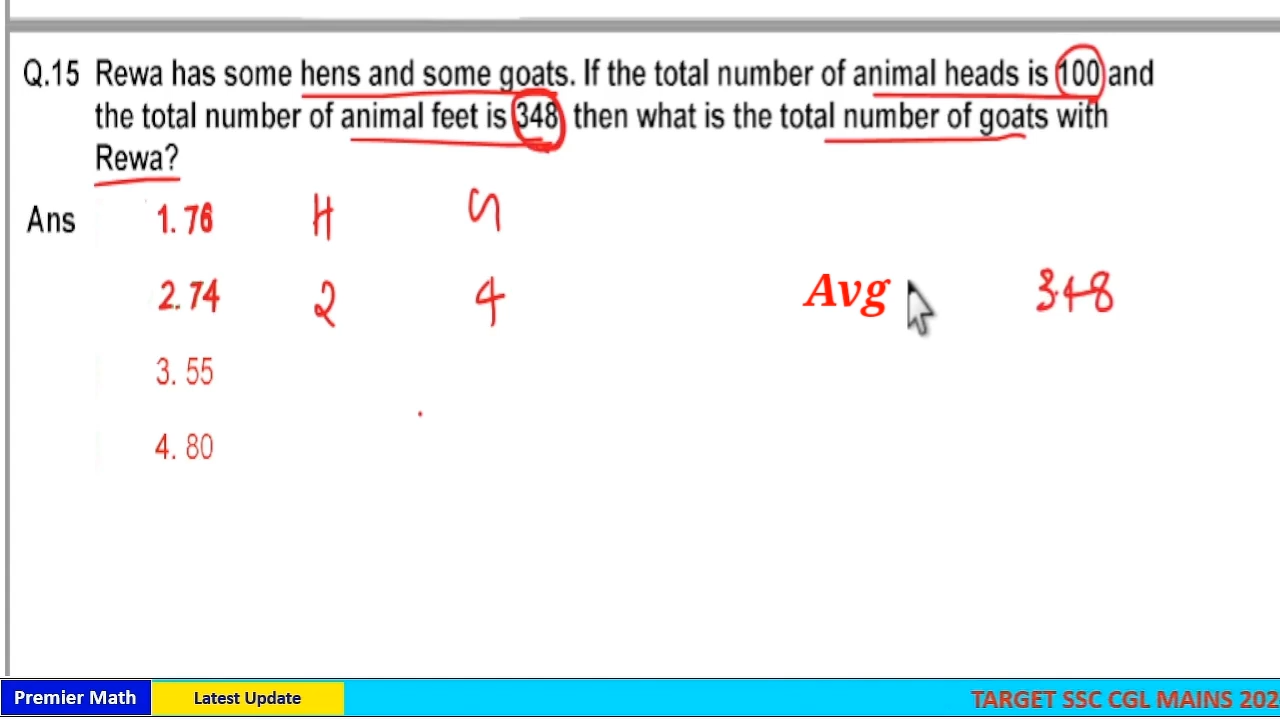 Q.15 Rewa has some hens and some goats. If the total number of animal heads is 100 and
the total number of animal feet is 348 then what is the total number of goats with
Rewa?
Ans 1. 76 H G
2. 74 2 4 Avg 3.48
3. 55
4. 80
Premier Math Latest Update TARGET SSC CGL MAINS 202